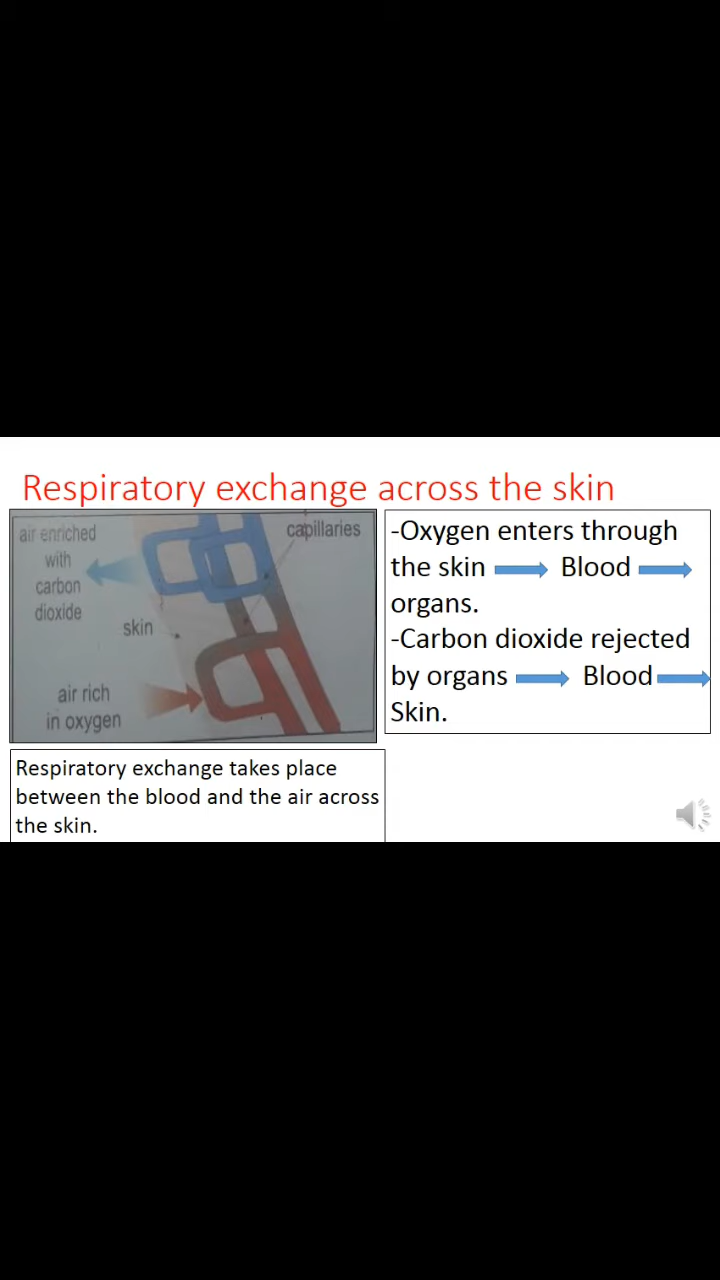 Respiratory exchange across the skin
air enriched
with
carbon
dioxide
capillaries
skin
air rich
in oxygen
-Oxygen enters through
the skin Blood
organs.
-Carbon dioxide rejected
by organs Blood
Skin.
Respiratory exchange takes place
between the blood and the air across
the skin.